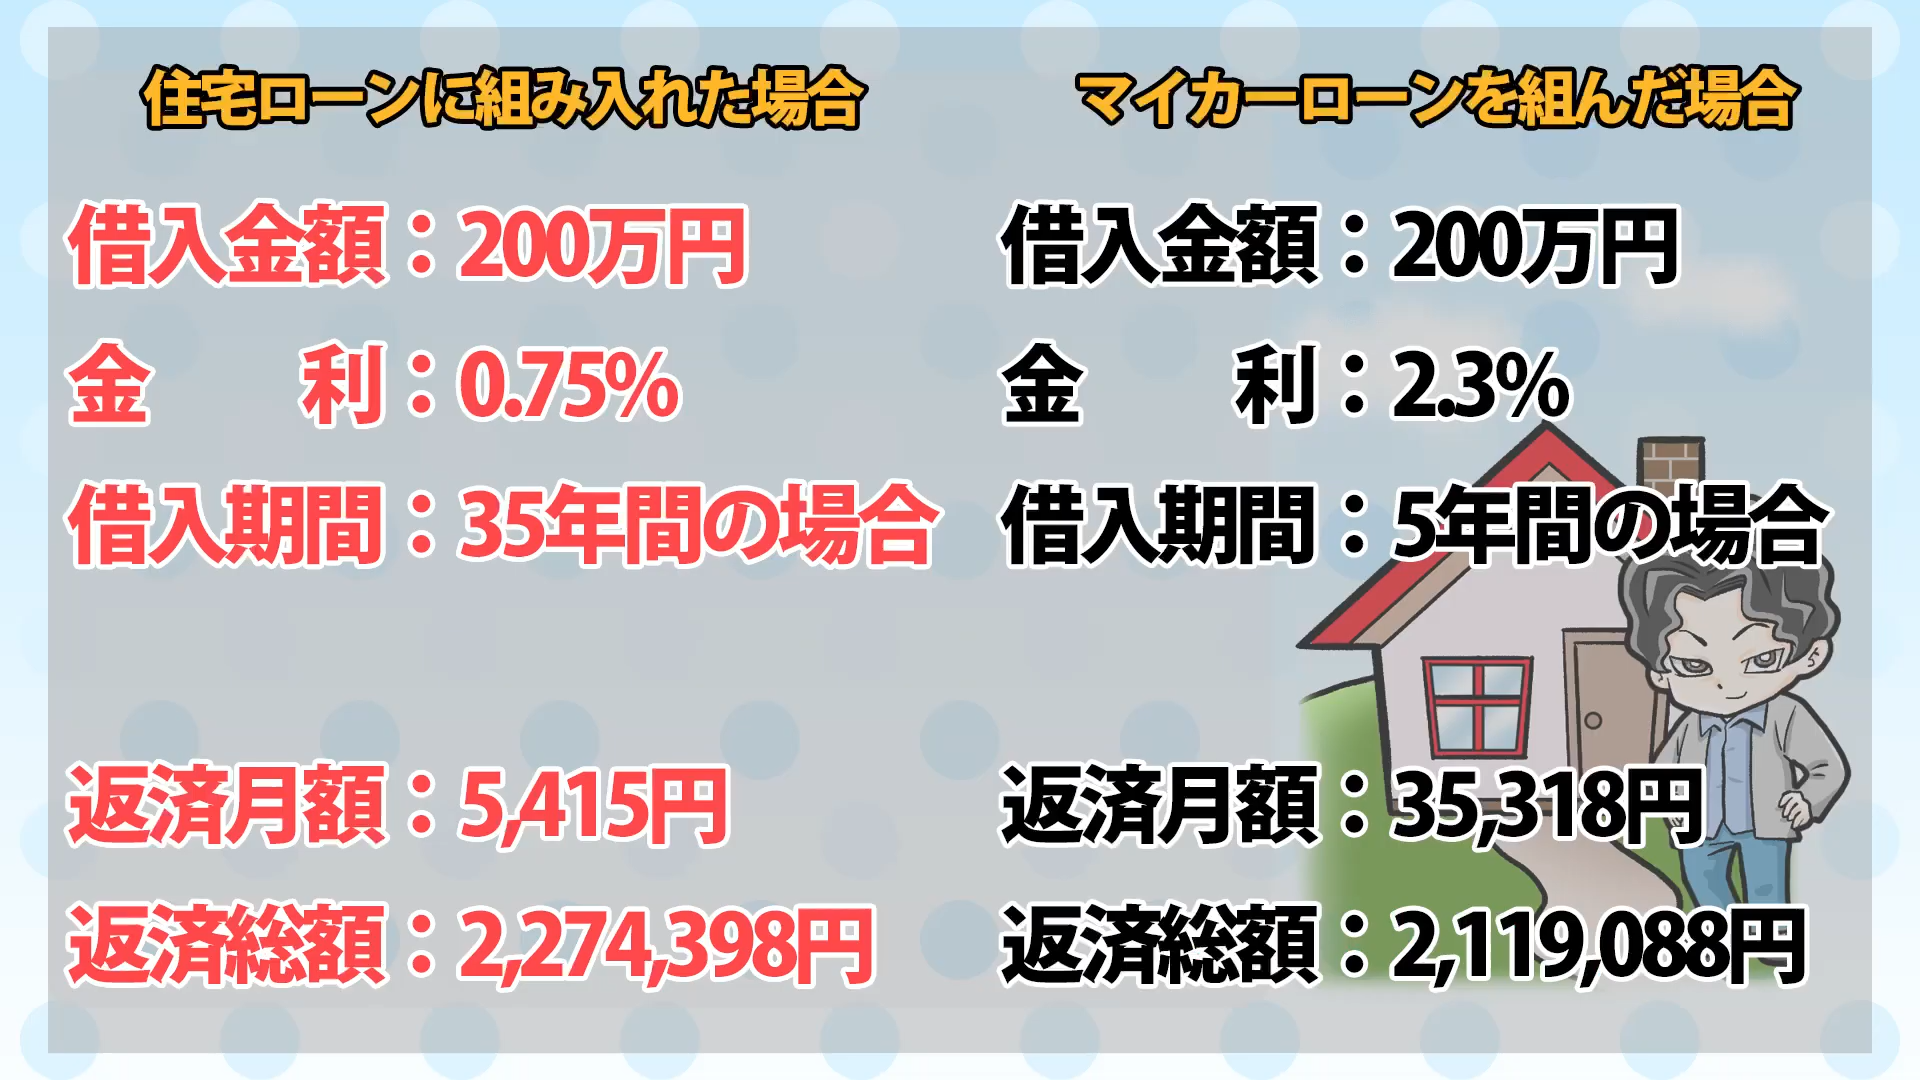 住宅ローンに組み入れた場合
借入金額：200万円
金　　利：0.75%
借入期間：35年間の場合
返済月額：5,415円
返済総額：2,274,398円
マイカーローンを組んだ場合
借入金額：200万円
金　　利：2.3%
借入期間：5年間の場合
返済月額：35,318円
返済総額：2,119,088円